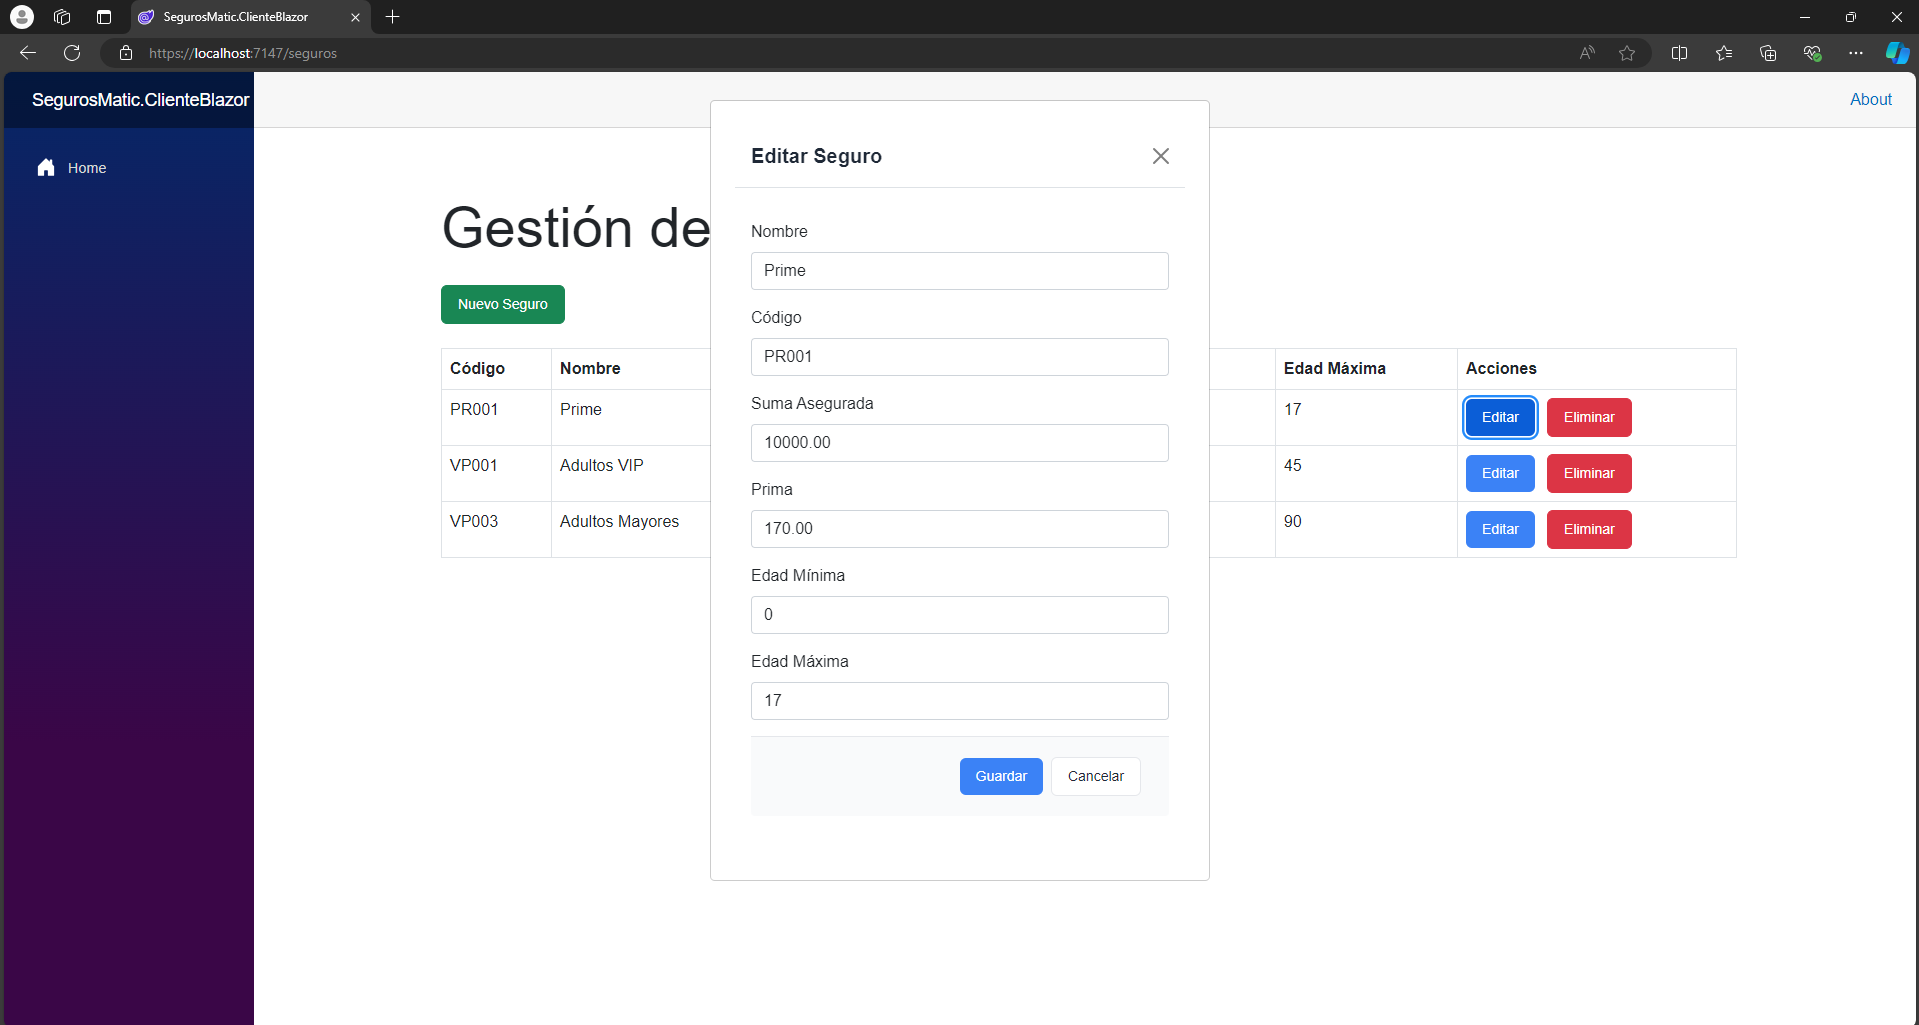 SegurosMatic.ClienteBlazor
https://localhost:7147/seguros
SegurosMatic.ClienteBlazor
About
Home
Gestión de
Nuevo Seguro
Código Nombre Edad Máxima Acciones
PR001 Prime 17 Editar Eliminar
VP001 Adultos VIP 45 Editar Eliminar
VP003 Adultos Mayores 90 Editar Eliminar
Editar Seguro
Nombre
Prime
Código
PR001
Suma Asegurada
10000.00
Prima
170.00
Edad Mínima
0
Edad Máxima
17
Guardar Cancelar